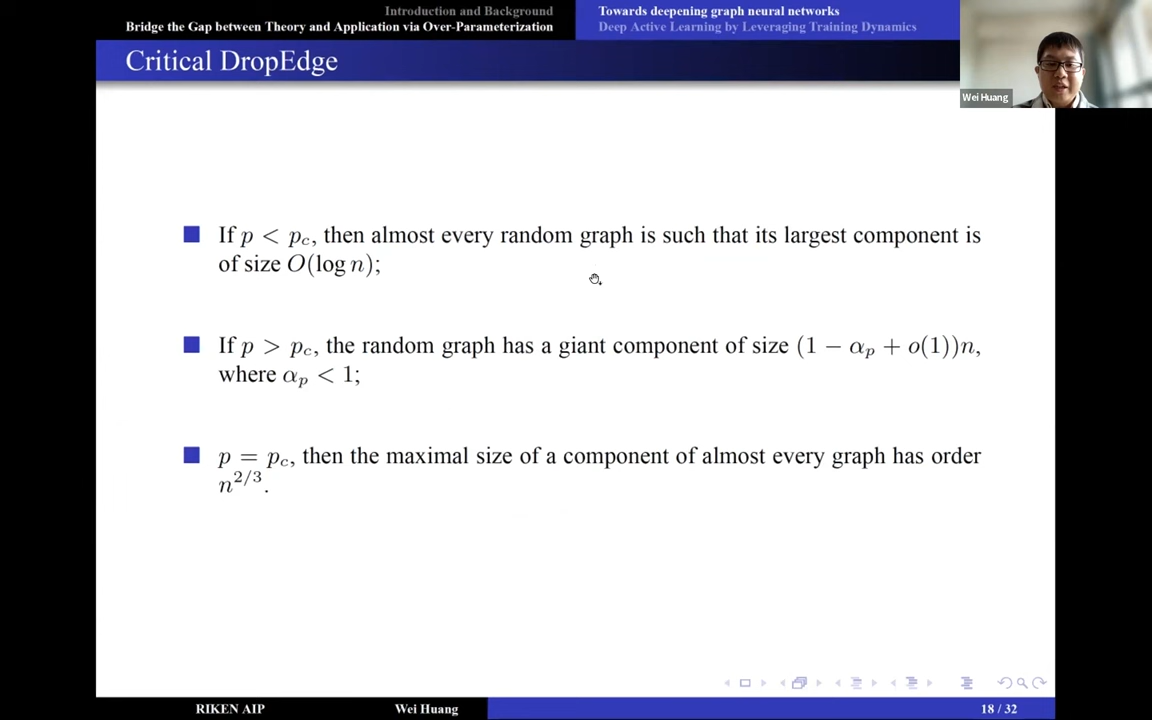 Introduction and Background
Bridge the Gap between Theory and Application via Over-Parameterization
Towards deepening graph neural networks
Deep Active Learning by Leveraging Training Dynamics
Critical DropEdge
Wei Huang
If p < p_c, then almost every random graph is such that its largest component is
of size O(log n);
If p > p_c, the random graph has a giant component of size (1 − α_p + o(1))n,
where α_p < 1;
p = p_c, then the maximal size of a component of almost every graph has order
n^{2/3}.
RIKEN AIP
Wei Huang
18 / 32